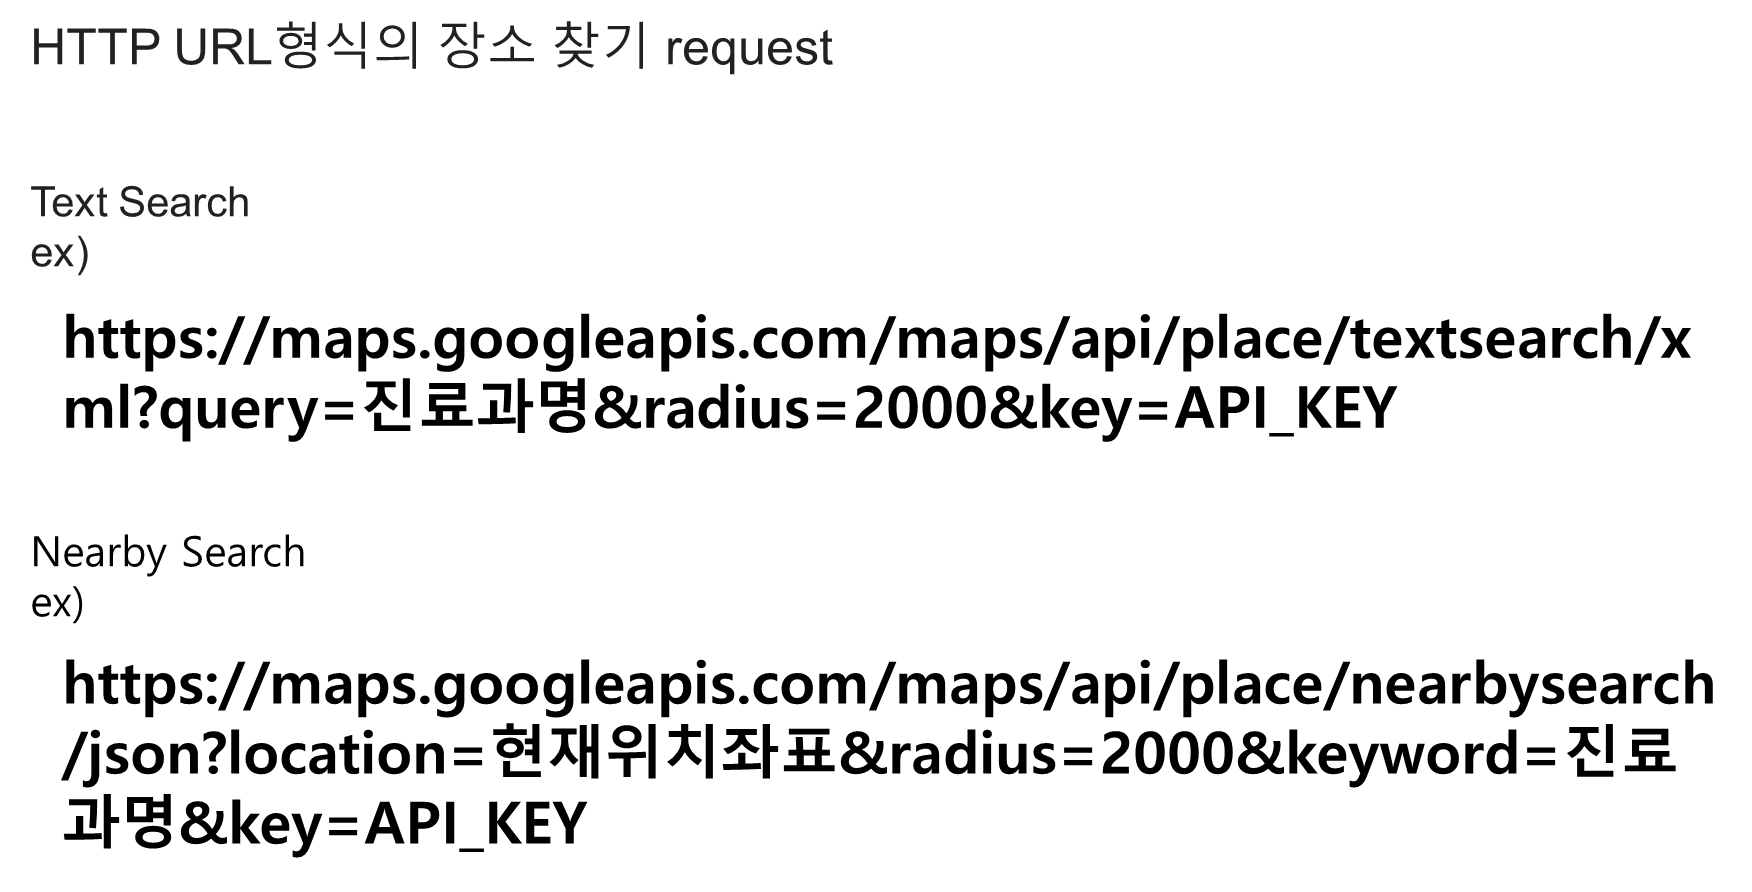 HTTP URL형식의 장소 찾기 request
Text Search
ex)
https://maps.googleapis.com/maps/api/place/textsearch/x
ml?query=진료과명&radius=2000&key=API_KEY
Nearby Search
ex)
https://maps.googleapis.com/maps/api/place/nearbysearch
/json?location=현재위치좌표&radius=2000&keyword=진료
과명&key=API_KEY